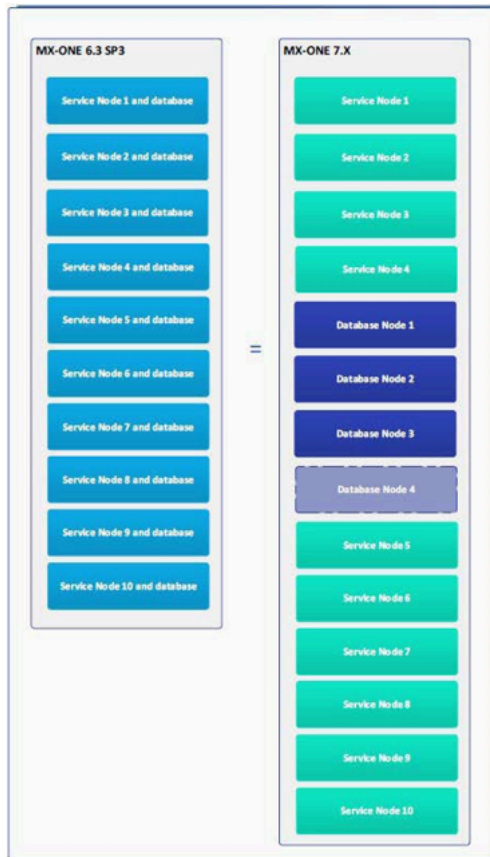 MX-ONE 6.3 SP3
Service Node 1 and database
Service Node 2 and database
Service Node 3 and database
Service Node 4 and database
Service Node 5 and database
Service Node 6 and database
Service Node 7 and database
Service Node 8 and database
Service Node 9 and database
Service Node 10 and database
=
MX-ONE 7.X
Service Node 1
Service Node 2
Service Node 3
Service Node 4
Database Node 1
Database Node 2
Database Node 3
Database Node 4
Service Node 5
Service Node 6
Service Node 7
Service Node 8
Service Node 9
Service Node 10